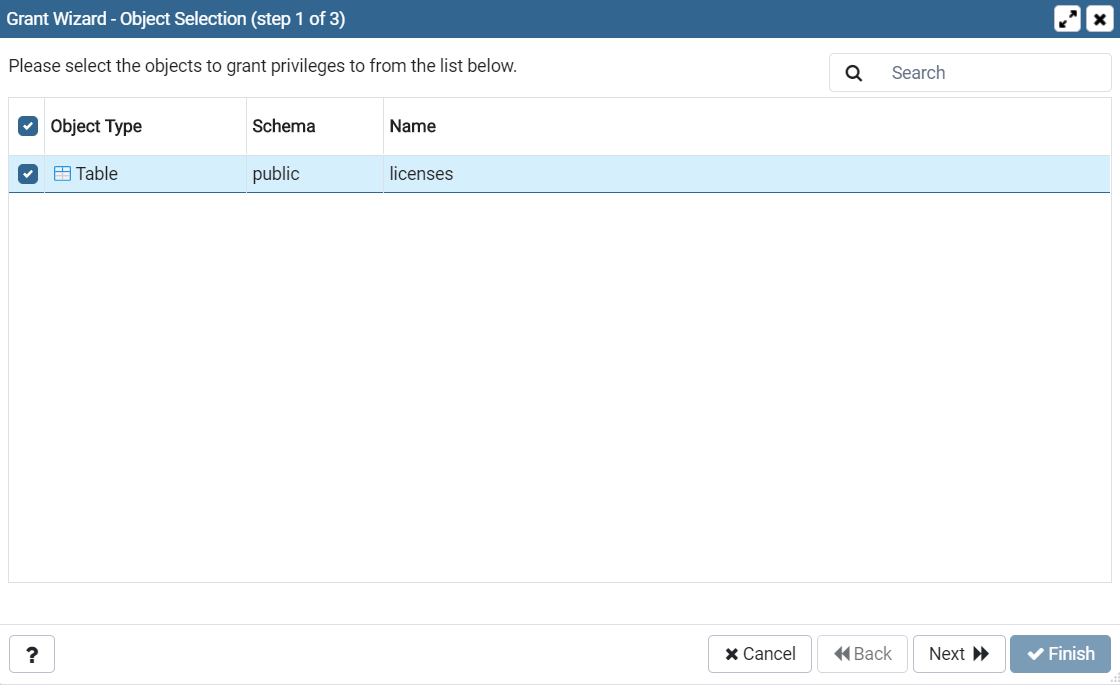 Grant Wizard - Object Selection (step 1 of 3)
Please select the objects to grant privileges to from the list below.
Search
Object Type Schema Name
Table public licenses
? Cancel Back Next Finish